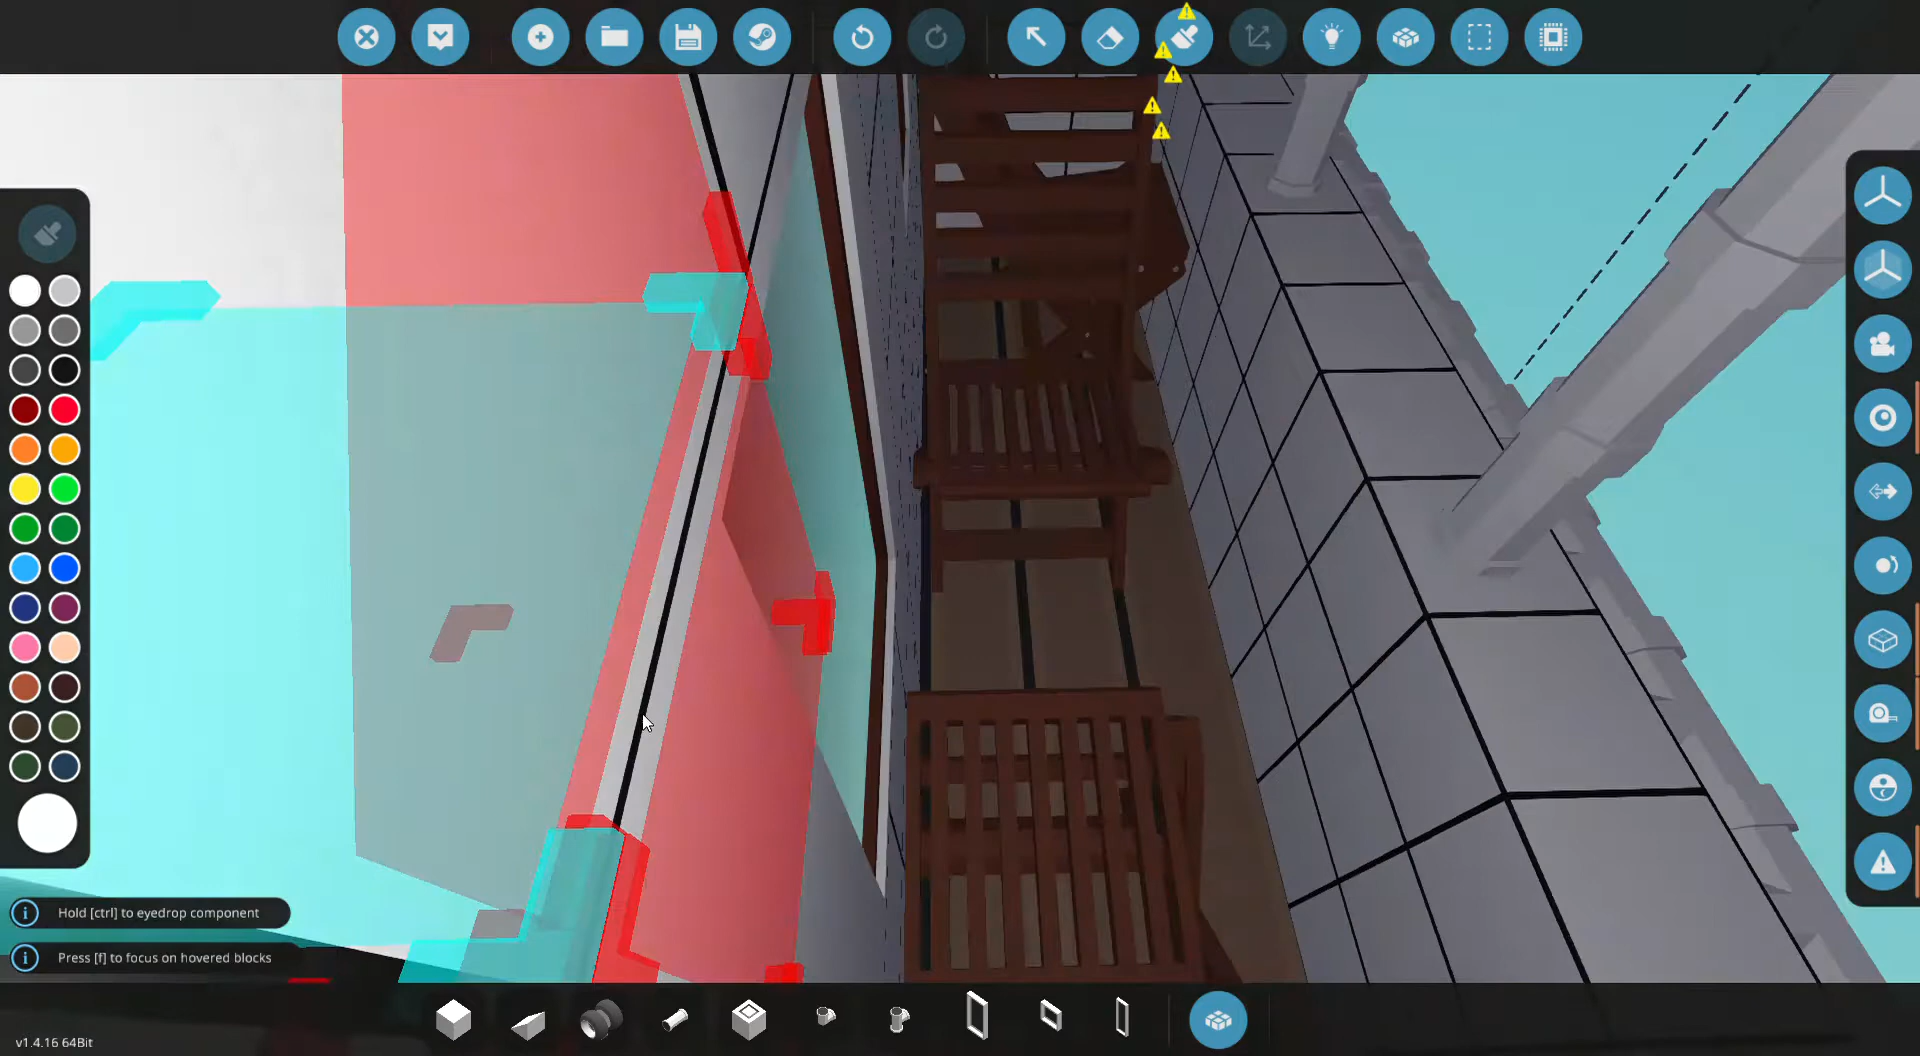 Hold [ctrl] to eyedrop component
Press [f] to focus on hovered blocks
v1.4.16 64Bit